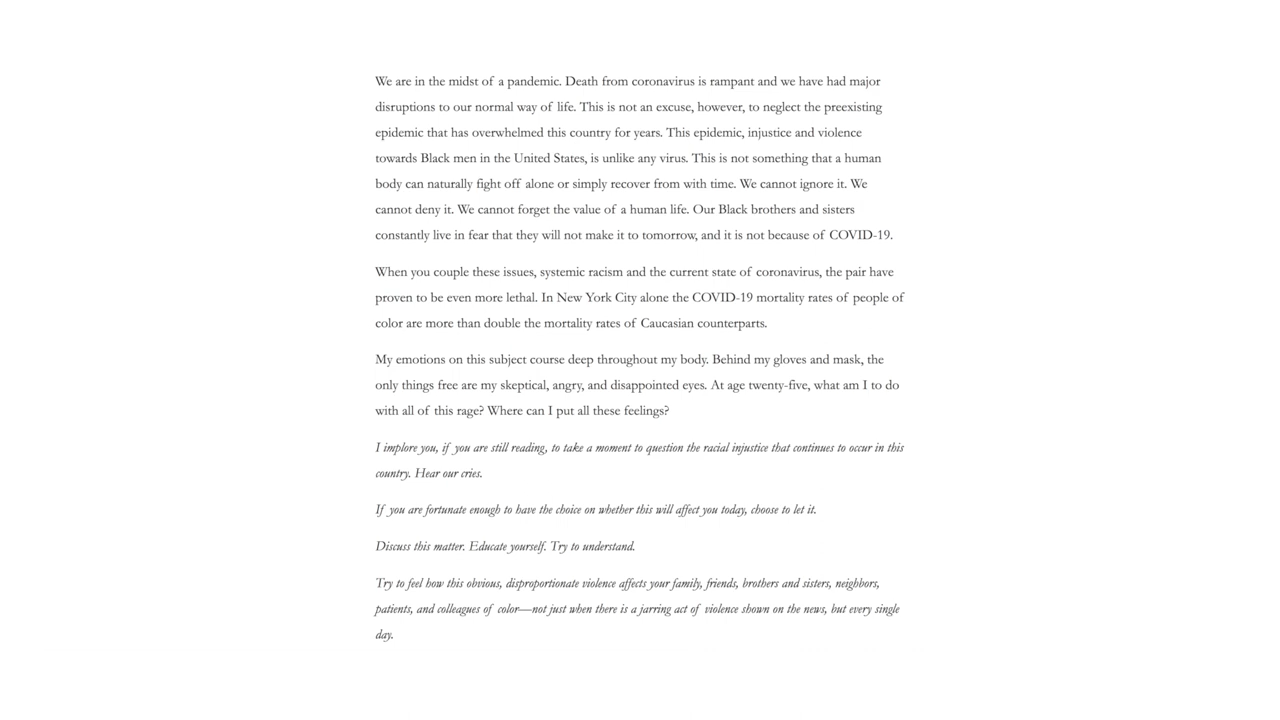 We are in the midst of a pandemic. Death from coronavirus is rampant and we have had major
disruptions to our normal way of life. This is not an excuse, however, to neglect the preexisting
epidemic that has overwhelmed this country for years. This epidemic, injustice and violence
towards Black men in the United States, is unlike any virus. This is not something that a human
body can naturally fight off alone or simply recover from with time. We cannot ignore it. We
cannot deny it. We cannot forget the value of a human life. Our Black brothers and sisters
constantly live in fear that they will not make it to tomorrow, and it is not because of COVID-19.
When you couple these issues, systemic racism and the current state of coronavirus, the pair have
proven to be even more lethal. In New York City alone the COVID-19 mortality rates of people of
color are more than double the mortality rates of Caucasian counterparts.
My emotions on this subject course deep throughout my body. Behind my gloves and mask, the
only things free are my skeptical, angry, and disappointed eyes. At age twenty-five, what am I to do
with all of this rage? Where can I put all these feelings?
I implore you, if you are still reading, to take a moment to question the racial injustice that continues to occur in this
country. Hear our cries.
If you are fortunate enough to have the choice on whether this will affect you today, choose to let it.
Discuss this matter. Educate yourself. Try to understand.
Try to feel how this obvious, disproportionate violence affects your family, friends, brothers and sisters, neighbors,
patients, and colleagues of color—not just when there is a jarring act of violence shown on the news, but every single
day.